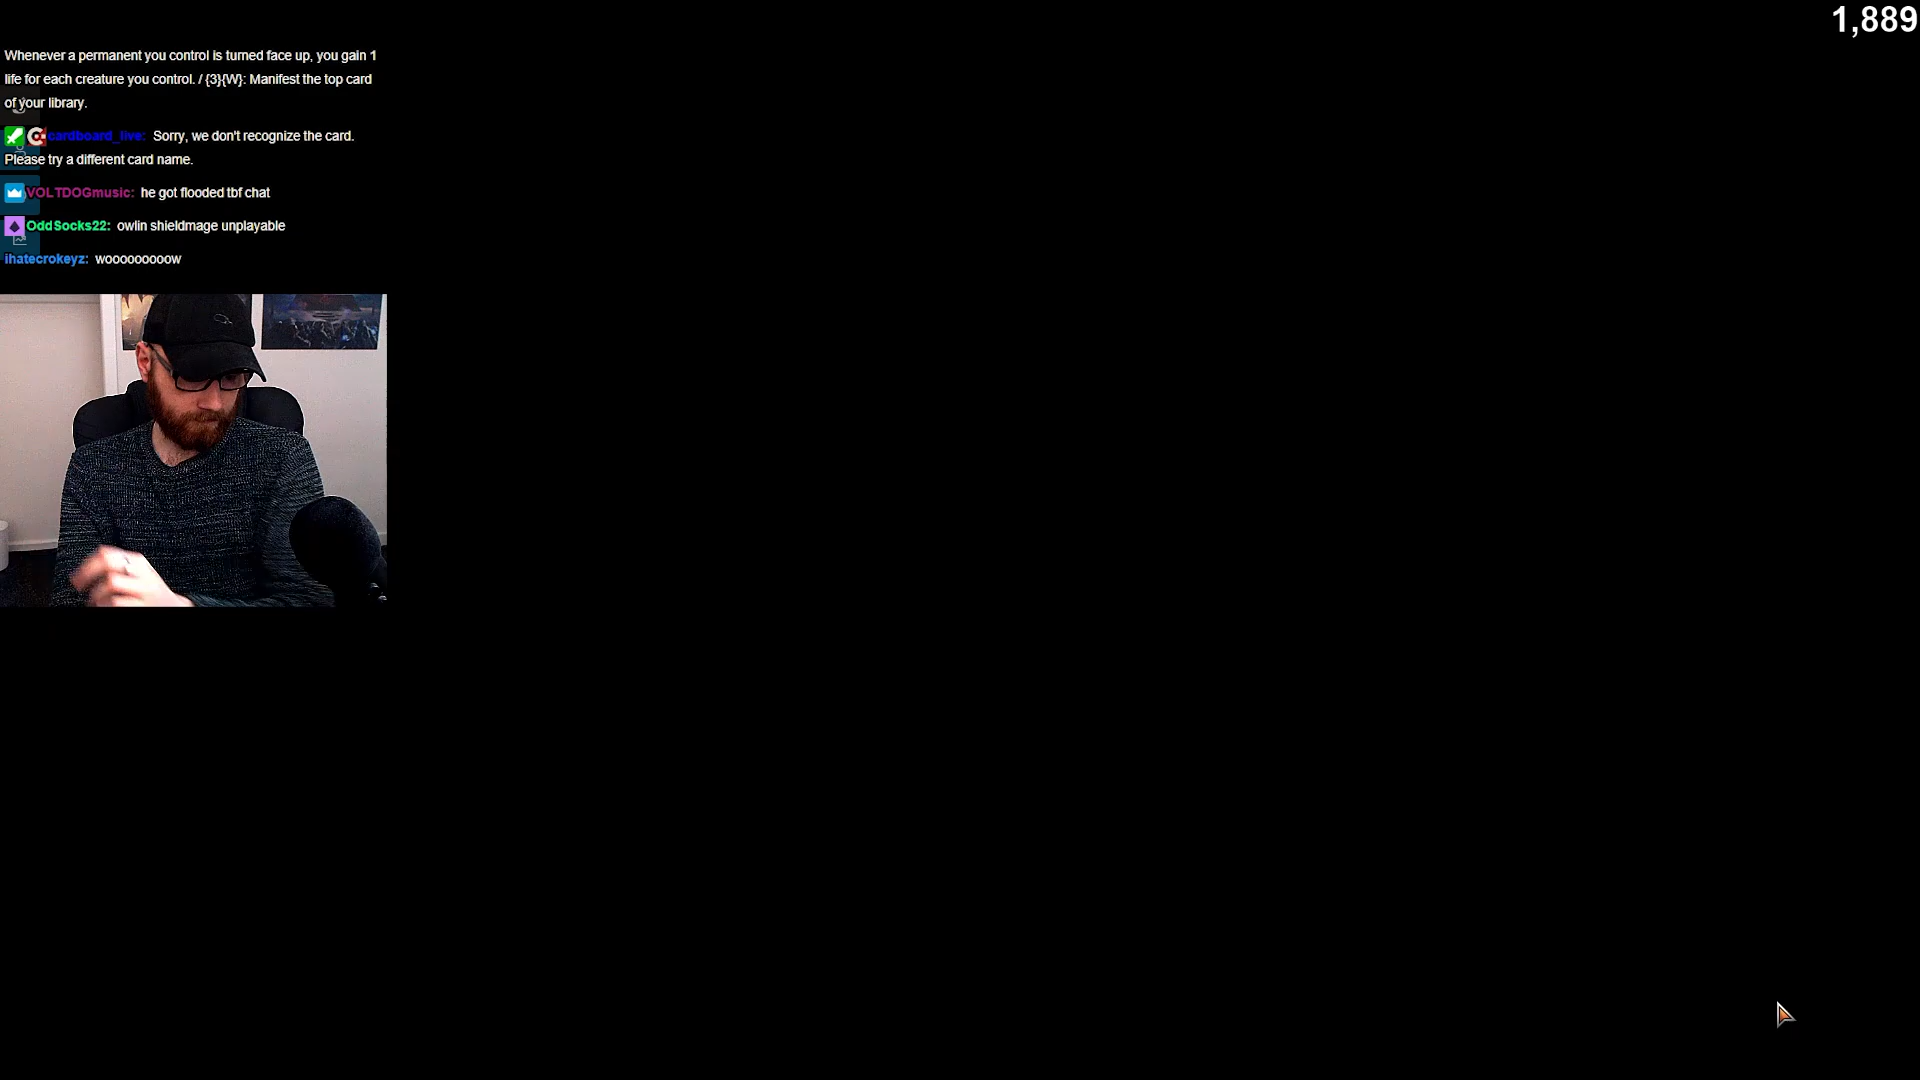 1,889
Whenever a permanent you control is turned face up, you gain 1
life for each creature you control. / {3}{W}: Manifest the top card
of your library.
cardboard_live: Sorry, we don't recognize the card.
Please try a different card name.
VOLTDOGmusic: he got flooded tbf chat
OddSocks22: owlin shieldmage unplayable
ihatecrokeyz: wooooooooow